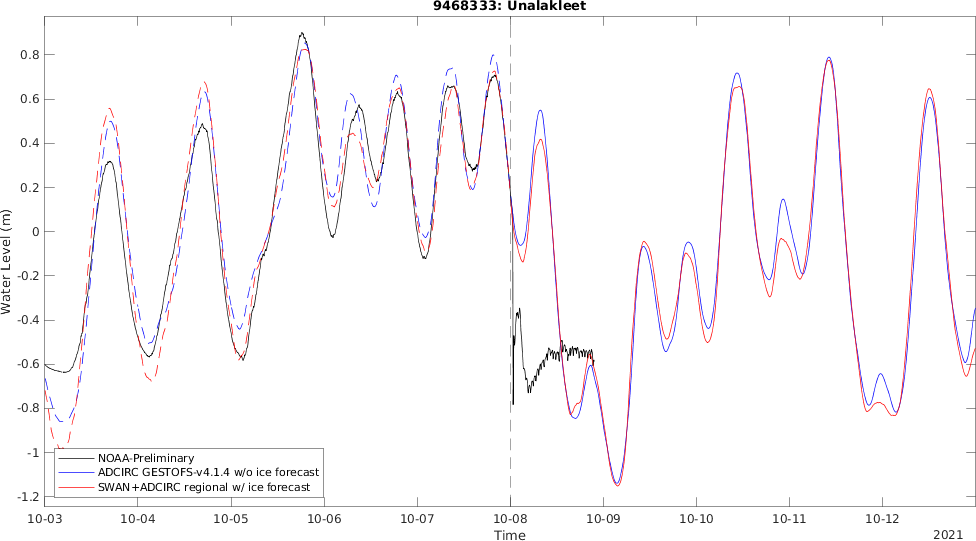 9468333: Unalakleet
0.8
0.6
0.4
0.2
0
-0.2
-0.4
-0.6
-0.8
-1
-1.2
Water Level (m)
NOAA-Preliminary
ADCIRC GESTOFS-v4.1.4 w/o ice forecast
SWAN+ADCIRC regional w/ ice forecast
10-03 10-04 10-05 10-06 10-07 10-08 10-09 10-10 10-11 10-12
Time
2021